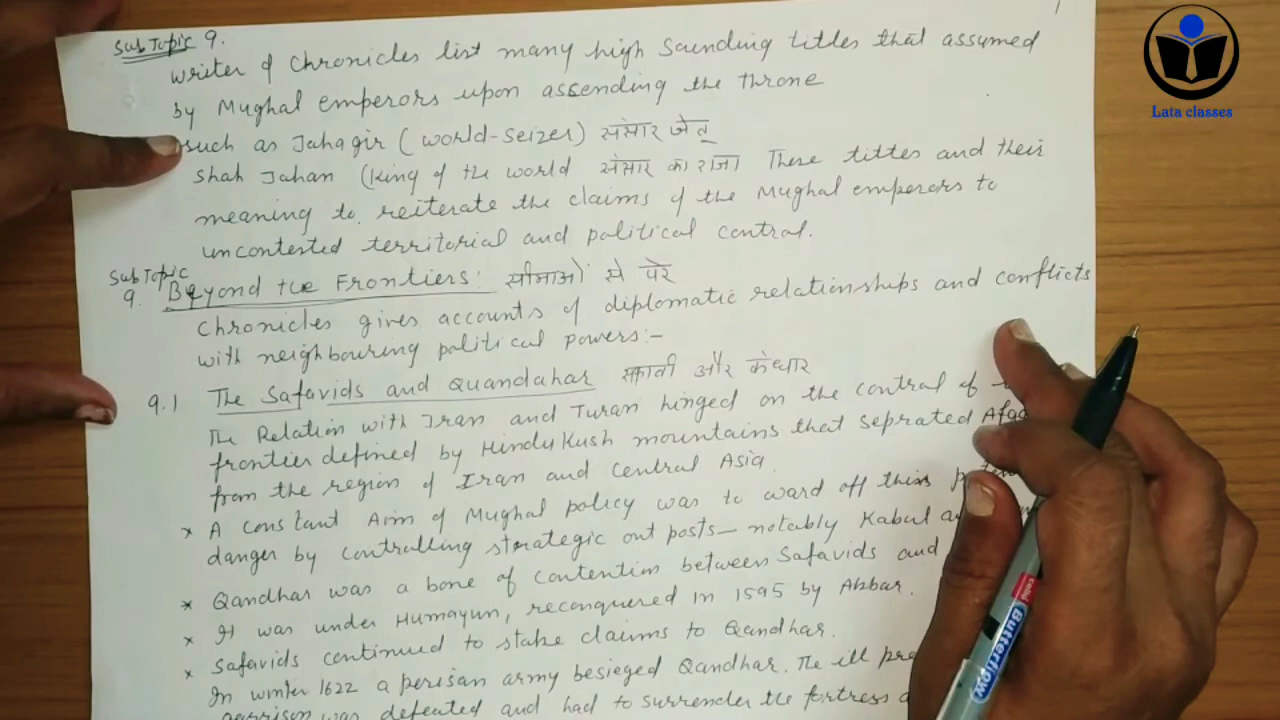 1
Sub Topic 9.
writer of chronicles list many high sounding titles that assumed
by Mughal emperors upon assending the throne
such as Jahagir (world-seizer) संसार जेतृ
Shah Jahan (King of the world संसार का राजा These tittes and their
meaning to reiterate the claims of the Mughal emperors to
uncontested territorial and political control.
Sub Topic
9. Beyond the Frontiers: सीमाओं से परे
Chronicles gives accounts of diplomatic relationships and conflicts
with neighbouring political powers:-
9.1 The Safavids and Quandahar सफावी और कंधार
The Relation with Iran and Turan hinged on the control of
frontier defined by Hindu Kush mountains that seprated
from the region of Iran and Central Asia.
* A constant Aim of Mughal policy was to ward off this
danger by controlling strategic out posts - notably Kabul
* Qandhar was a bone of contention between Safavids and
* It was under Humayun, reconquered in 1595 by Akbar.
* Safavids continued to stake claims to Qandhar.
In winter 1622 a perisan army besieged Qandhar. The ill
garrison was defeated and had to surrender the fortress
Lata classes
cello
Butterflow